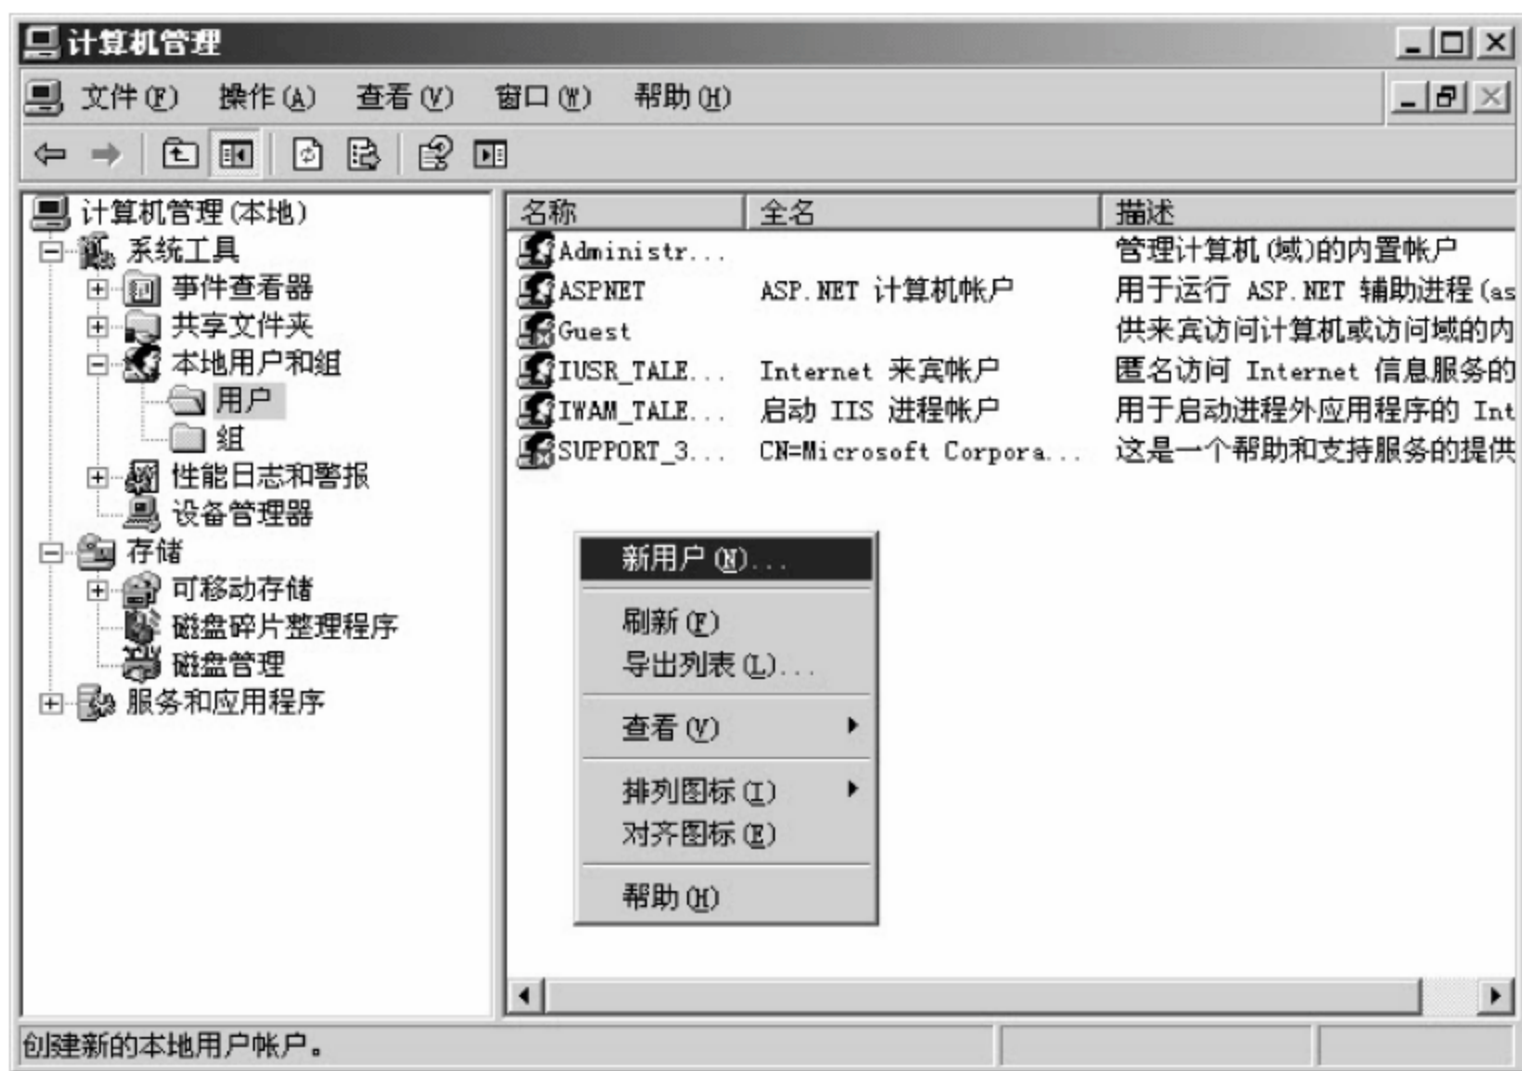 计算机管理
文件(F) 操作(A) 查看(V) 窗口(W) 帮助(H)
计算机管理(本地)
系统工具
事件查看器
共享文件夹
本地用户和组
用户
组
性能日志和警报
设备管理器
存储
可移动存储
磁盘碎片整理程序
磁盘管理
服务和应用程序
名称 全名 描述
Administr... 管理计算机(域)的内置帐户
ASPNET ASP.NET 计算机帐户 用于运行 ASP.NET 辅助进程(as
Guest 供来宾访问计算机或访问域的内
IUSR_TALE... Internet 来宾帐户 匿名访问 Internet 信息服务的
IWAM_TALE... 启动 IIS 进程帐户 用于启动进程外应用程序的 Int
SUPPORT_3... CN=Microsoft Corpora... 这是一个帮助和支持服务的提供
新用户(N)...
刷新(F)
导出列表(L)...
查看(V)
排列图标(I)
对齐图标(E)
帮助(H)
创建新的本地用户帐户。